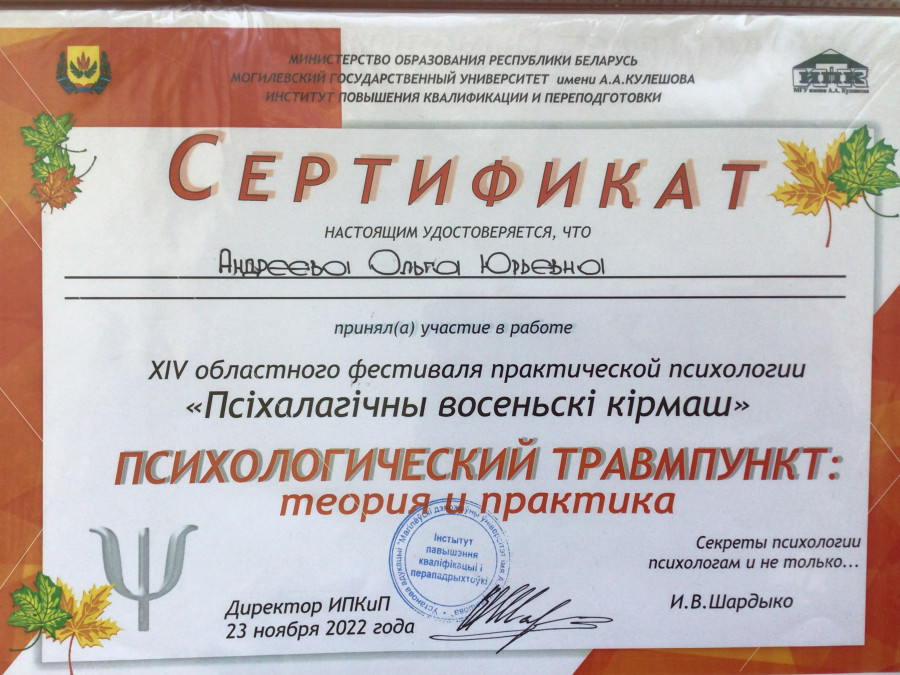 МИНИСТЕРСТВО ОБРАЗОВАНИЯ РЕСПУБЛИКИ БЕЛАРУСЬ
МОГИЛЕВСКИЙ ГОСУДАРСТВЕННЫЙ УНИВЕРСИТЕТ имени А.А.КУЛЕШОВА
ИНСТИТУТ ПОВЫШЕНИЯ КВАЛИФИКАЦИИ И ПЕРЕПОДГОТОВКИ
ИПК
МГУ имени А.А. Кулешова
СЕРТИФИКАТ
НАСТОЯЩИМ УДОСТОВЕРЯЕТСЯ, ЧТО
Андреева Ольга Юрьевна
принял(а) участие в работе
XIV областного фестиваля практической психологии
«Псіхалагічны восеньскі кірмаш»
ПСИХОЛОГИЧЕСКИЙ ТРАВМПУНКТ:
теория и практика
Інстытут
павышэння
кваліфікацыі і
перападрыхтоўкі
Секреты психологии
психологам и не только...
Директор ИПКиП
23 ноября 2022 года
И.В.Шардыко